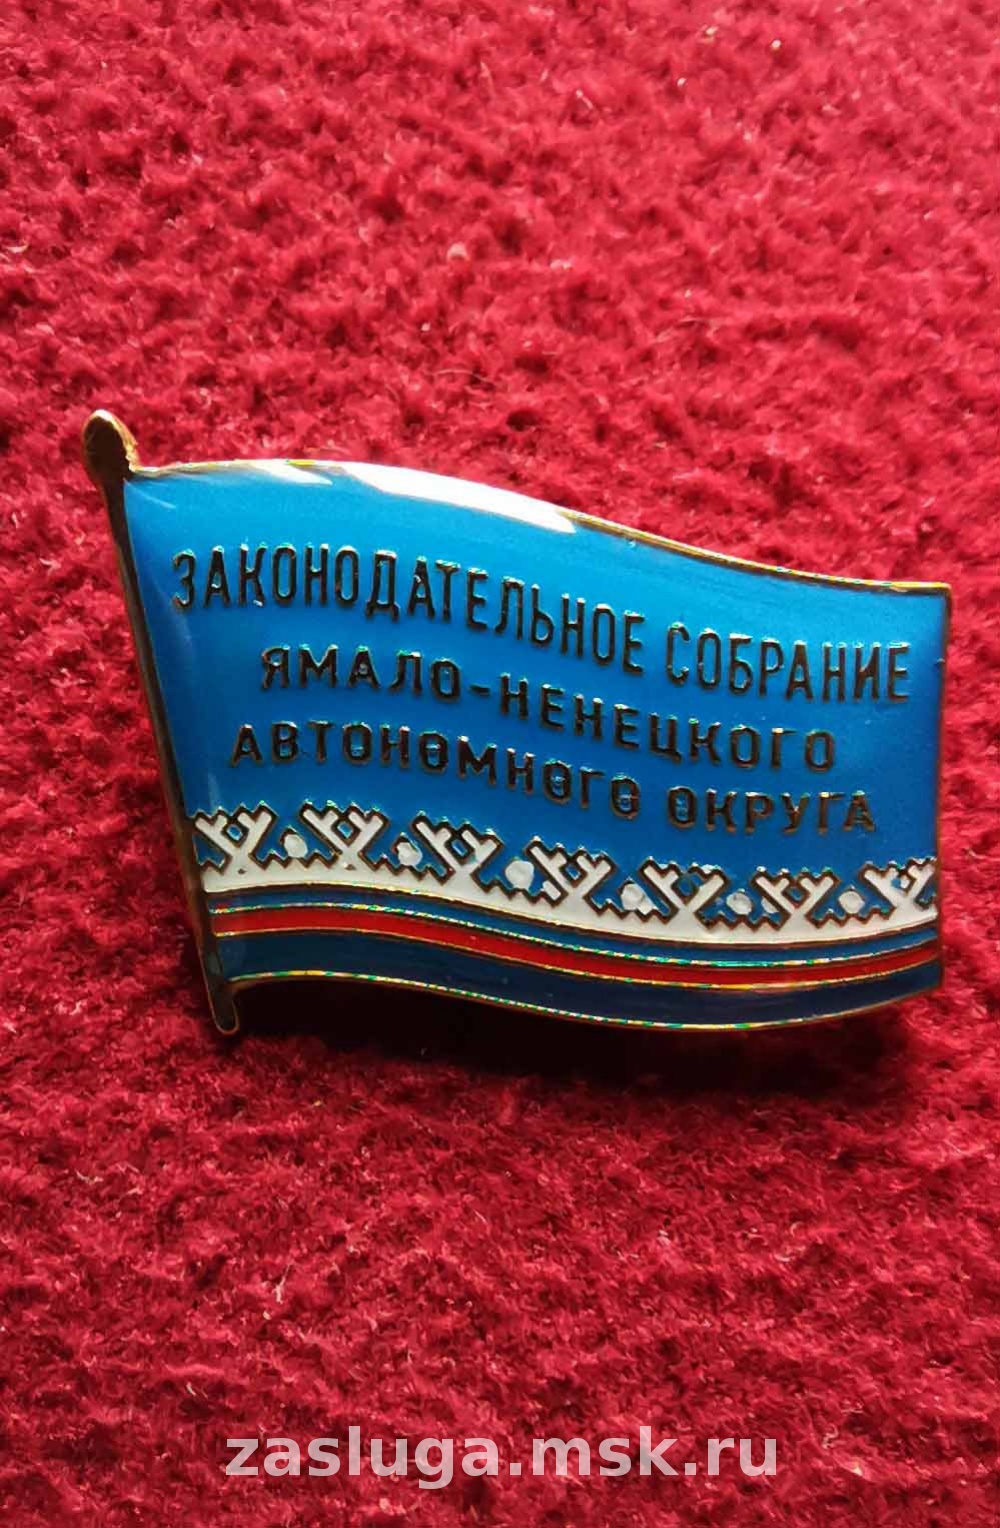 ЗАКОНОДАТЕЛЬНОЕ СОБРАНИЕ
ЯМАЛО-НЕНЕЦКОГО
АВТОНОМНОГО ОКРУГА
zasluga.msk.ru